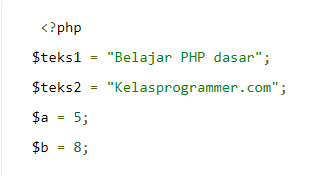 <?php
$teks1 = "Belajar PHP dasar";
$teks2 = "Kelasprogrammer.com";
$a = 5;
$b = 8;